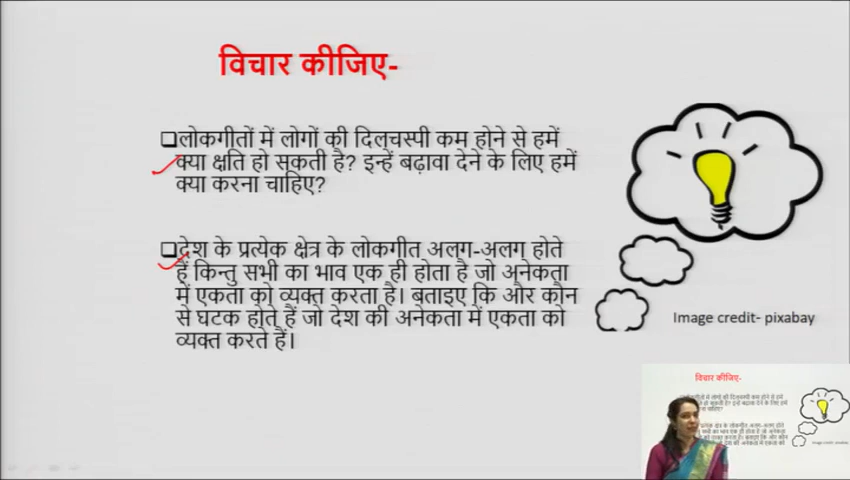 विचार कीजिए-
❑लोकगीतों में लोगों की दिलचस्पी कम होने से हमें
क्या क्षति हो सकती है? इन्हें बढ़ावा देने के लिए हमें
क्या करना चाहिए?
❑देश के प्रत्येक क्षेत्र के लोकगीत अलग-अलग होते
हैं किन्तु सभी का भाव एक ही होता है जो अनेकता
में एकता को व्यक्त करता है। बताइए कि और कौन
से घटक होते हैं जो देश की अनेकता में एकता को
व्यक्त करते हैं।
Image credit- pixabay
विचार कीजिए-